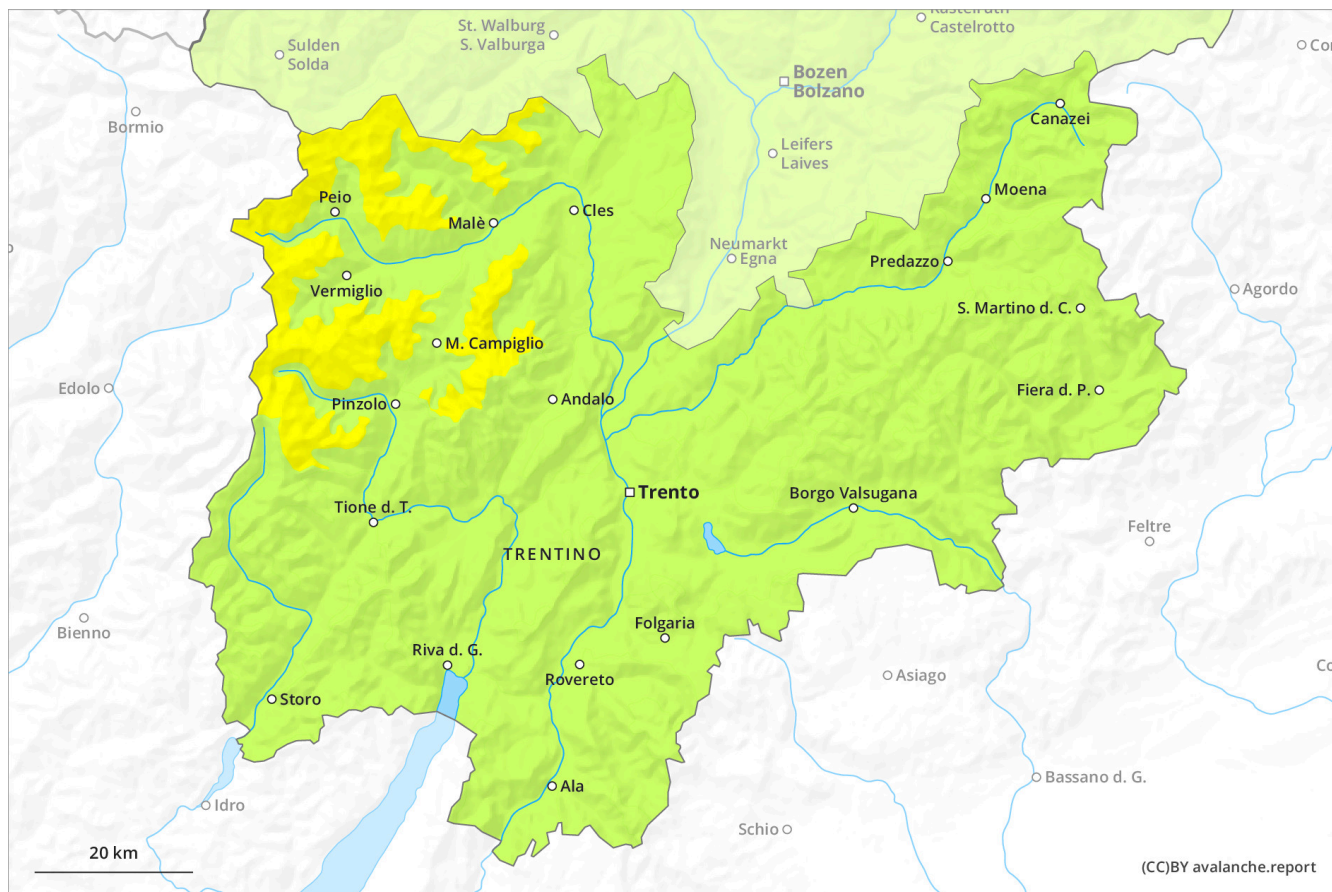 Kastelruth
Castelrotto
St. Walburg
S. Valburga
Sulden
Solda
Bozen
Bolzano
Canazei
Bormio
Leifers
Laives
Moena
Peio
Malè
Cles
Neumarkt
Egna
Predazzo
Vermiglio
Agordo
S. Martino d. C.
M. Campiglio
Edolo
Andalo
Fiera d. P.
Pinzolo
Trento
Borgo Valsugana
Tione d. T.
Feltre
TRENTINO
Bienno
Folgaria
Riva d. G.
Rovereto
Asiago
Storo
Ala
Bassano d. G.
Idro
Schio
20 km
(CC)BY avalanche.report